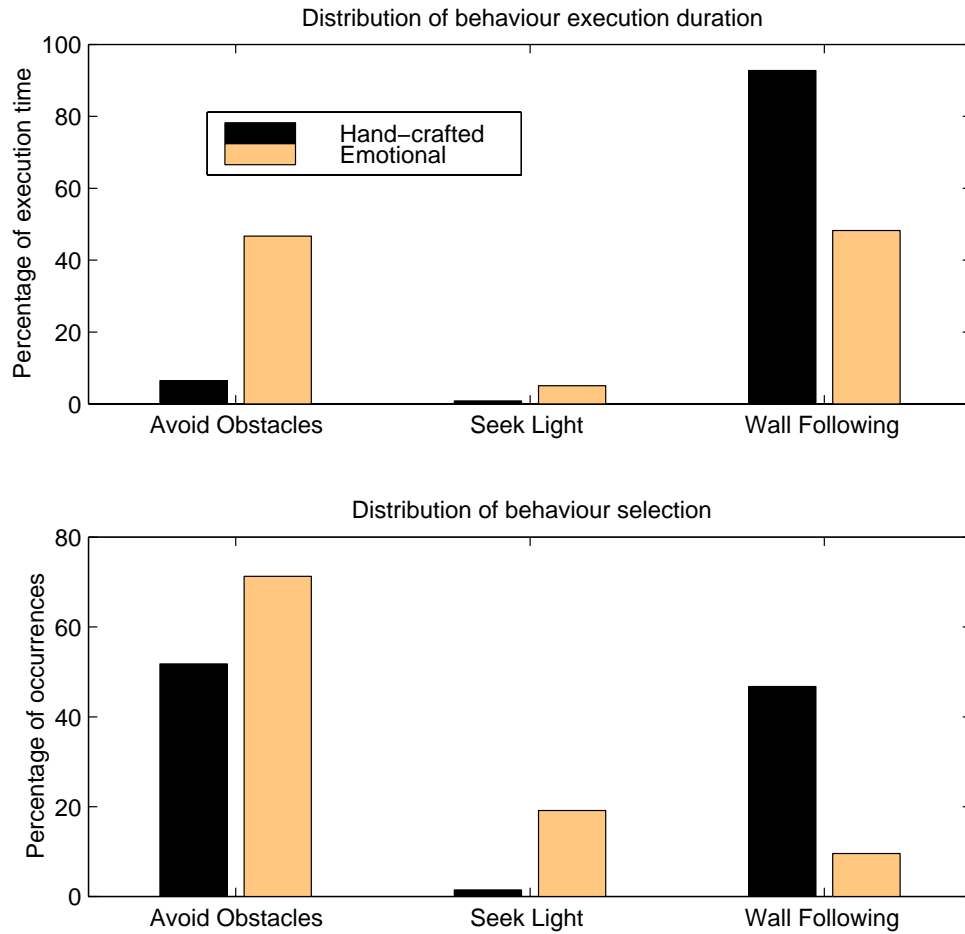 Distribution of behaviour execution duration
Percentage of execution time
100
80
60
40
20
0
Hand−crafted
Emotional
Avoid Obstacles
Seek Light
Wall Following
Distribution of behaviour selection
Percentage of occurrences
80
60
40
20
0
Avoid Obstacles
Seek Light
Wall Following